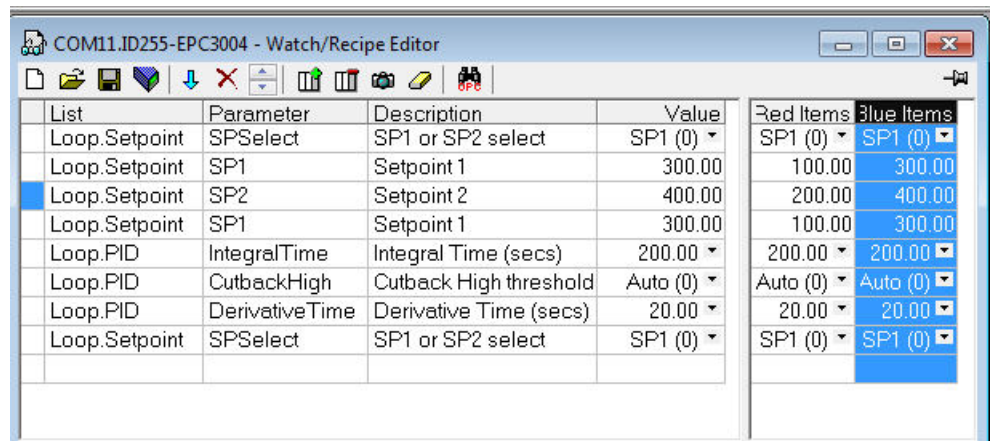 COM11.ID255-EPC3004 - Watch/Recipe Editor
OPC
List Parameter Description Value Red Items Blue Items
Loop.Setpoint SPSelect SP1 or SP2 select SP1 (0) SP1 (0) SP1 (0)
Loop.Setpoint SP1 Setpoint 1 300.00 100.00 300.00
Loop.Setpoint SP2 Setpoint 2 400.00 200.00 400.00
Loop.Setpoint SP1 Setpoint 1 300.00 100.00 300.00
Loop.PID IntegralTime Integral Time (secs) 200.00 200.00 200.00
Loop.PID CutbackHigh Cutback High threshold Auto (0) Auto (0) Auto (0)
Loop.PID DerivativeTime Derivative Time (secs) 20.00 20.00 20.00
Loop.Setpoint SPSelect SP1 or SP2 select SP1 (0) SP1 (0) SP1 (0)